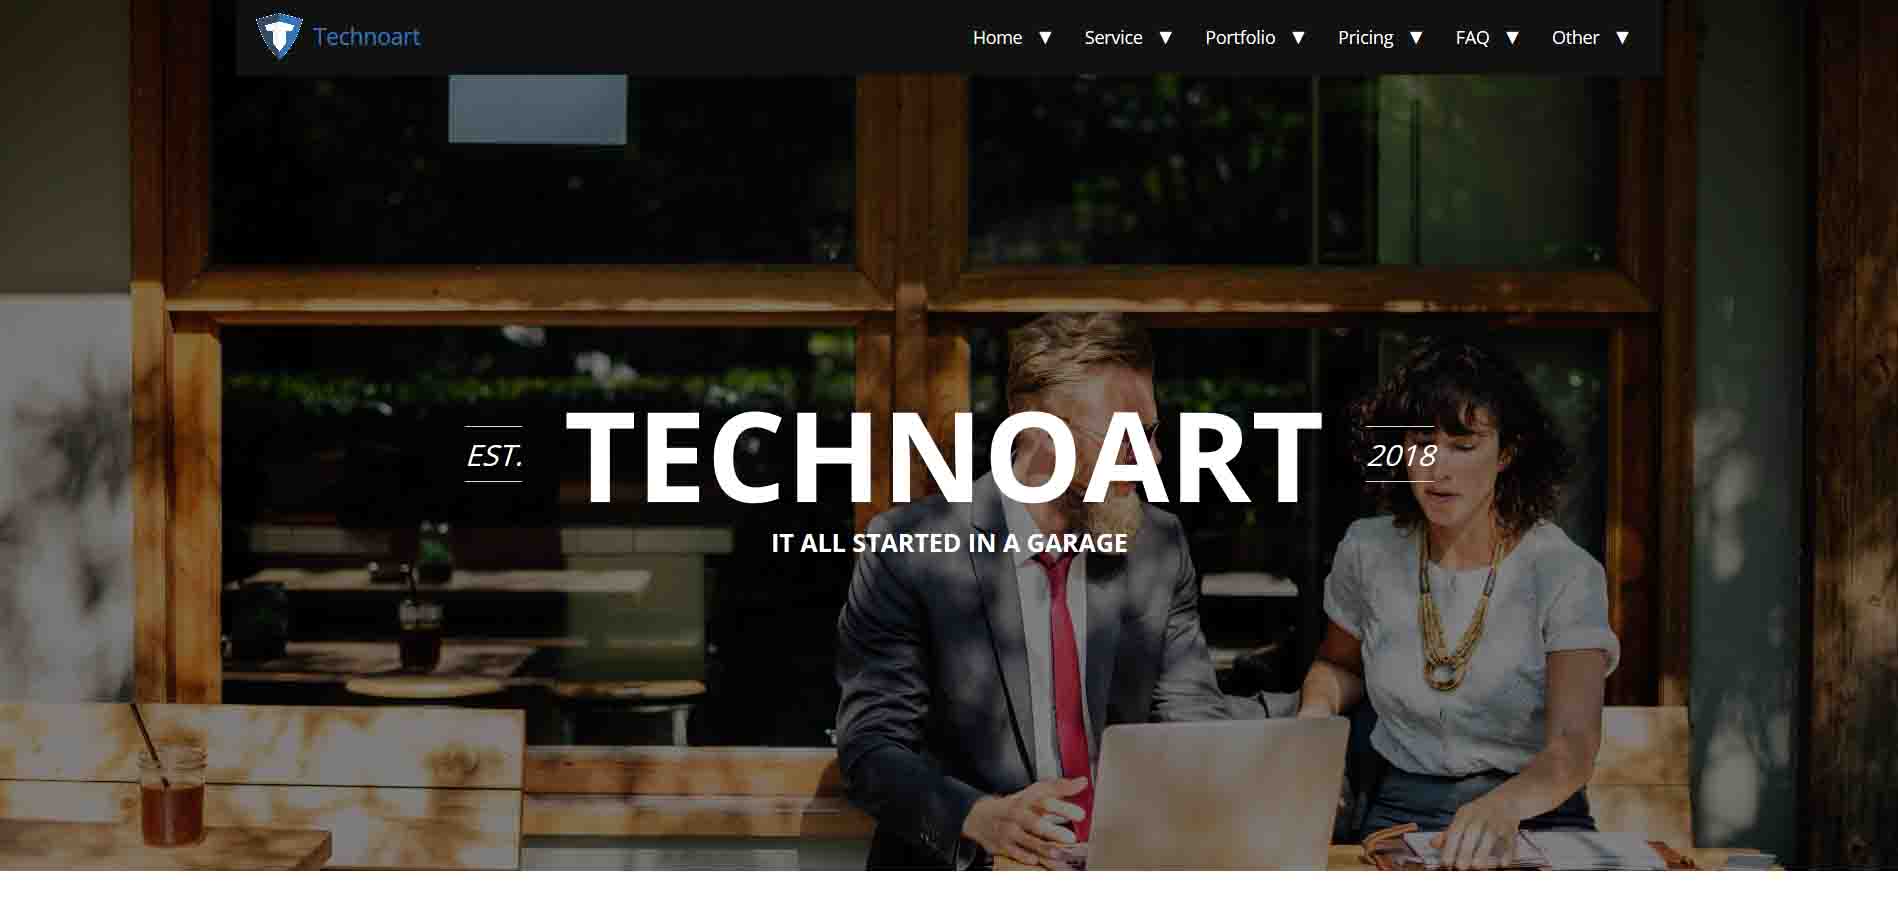 Technoart
Home ▼ Service ▼ Portfolio ▼ Pricing ▼ FAQ ▼ Other ▼
EST. TECHNOART 2018
IT ALL STARTED IN A GARAGE